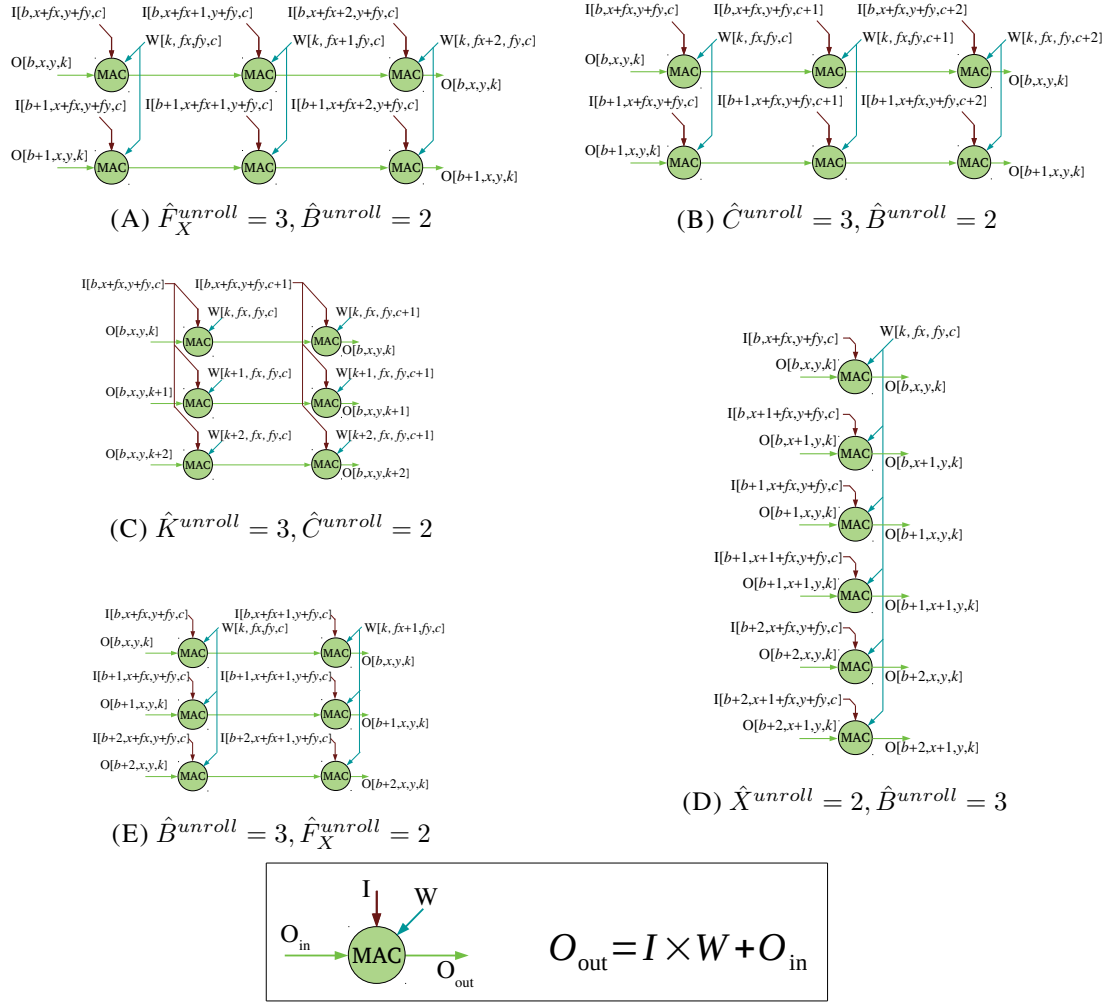 I[b,x+fx,y+fy,c] I[b,x+fx+1,y+fy,c] I[b,x+fx+2,y+fy,c]
W[k, fx,fy,c] W[k, fx+1,fy,c] W[k, fx+2, fy,c]
O[b,x,y,k] MAC MAC MAC O[b,x,y,k]
I[b+1,x+fx,y+fy,c] I[b+1,x+fx+1,y+fy,c] I[b+1,x+fx+2,y+fy,c]
O[b+1,x,y,k] MAC MAC MAC O[b+1,x,y,k]
(A) F̂_X^{unroll} = 3, B̂^{unroll} = 2
I[b,x+fx,y+fy,c] I[b,x+fx,y+fy,c+1] I[b,x+fx,y+fy,c+2]
W[k, fx,fy,c] W[k, fx,fy,c+1] W[k, fx, fy,c+2]
O[b,x,y,k] MAC MAC MAC O[b,x,y,k]
I[b+1,x+fx,y+fy,c] I[b+1,x+fx,y+fy,c+1] I[b+1,x+fx,y+fy,c+2]
O[b+1,x,y,k] MAC MAC MAC O[b+1,x,y,k]
(B) Ĉ^{unroll} = 3, B̂^{unroll} = 2
I[b,x+fx,y+fy,c] I[b,x+fx,y+fy,c+1]
W[k, fx, fy,c] W[k, fx, fy,c+1]
O[b,x,y,k] MAC MAC O[b,x,y,k]
W[k+1, fx, fy,c] W[k+1, fx, fy,c+1]
O[b,x,y,k+1] MAC MAC O[b,x,y,k+1]
W[k+2, fx, fy,c] W[k+2, fx, fy,c+1]
O[b,x,y,k+2] MAC MAC O[b,x,y,k+2]
(C) K̂^{unroll} = 3, Ĉ^{unroll} = 2
W[k, fx, fy,c]
I[b,x+fx,y+fy,c]
O[b,x,y,k] MAC O[b,x,y,k]
I[b,x+1+fx,y+fy,c]
O[b,x+1,y,k] MAC O[b,x+1,y,k]
I[b+1,x+fx,y+fy,c]
O[b+1,x,y,k] MAC O[b+1,x,y,k]
I[b+1,x+1+fx,y+fy,c]
O[b+1,x+1,y,k] MAC O[b+1,x+1,y,k]
I[b+2,x+fx,y+fy,c]
O[b+2,x,y,k] MAC O[b+2,x,y,k]
I[b+2,x+1+fx,y+fy,c]
O[b+2,x+1,y,k] MAC O[b+2,x+1,y,k]
(D) X̂^{unroll} = 2, B̂^{unroll} = 3
I[b,x+fx,y+fy,c] I[b,x+fx+1,y+fy,c]
W[k, fx,fy,c] W[k, fx+1,fy,c]
O[b,x,y,k] MAC MAC O[b,x,y,k]
I[b+1,x+fx,y+fy,c] I[b+1,x+fx+1,y+fy,c]
O[b+1,x,y,k] MAC MAC O[b+1,x,y,k]
I[b+2,x+fx,y+fy,c] I[b+2,x+fx+1,y+fy,c]
O[b+2,x,y,k] MAC MAC O[b+2,x,y,k]
(E) B̂^{unroll} = 3, F̂_X^{unroll} = 2
I W
O_in MAC O_out
O_out = I × W + O_in